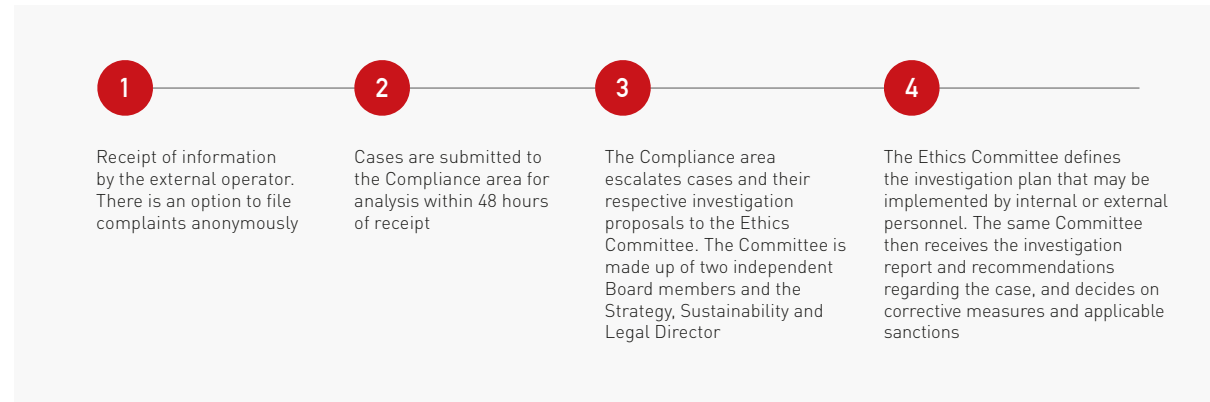 1
Receipt of information
by the external operator.
There is an option to file
complaints anonymously
2
Cases are submitted to
the Compliance area for
analysis within 48 hours
of receipt
3
The Compliance area
escalates cases and their
respective investigation
proposals to the Ethics
Committee. The Committee is
made up of two independent
Board members and the
Strategy, Sustainability and
Legal Director
4
The Ethics Committee defines
the investigation plan that may be
implemented by internal or external
personnel. The same Committee
then receives the investigation
report and recommendations
regarding the case, and decides on
corrective measures and applicable
sanctions